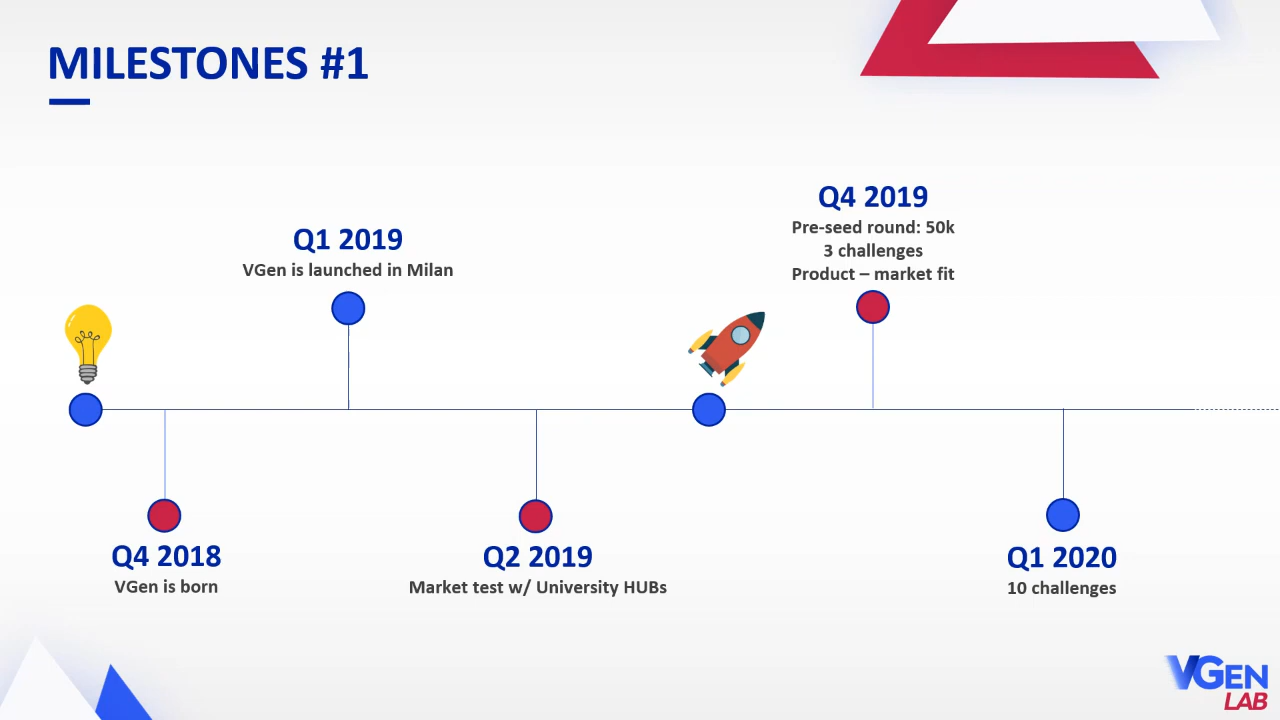 MILESTONES #1
Q4 2019
Pre-seed round: 50k
3 challenges
Product – market fit
Q1 2019
VGen is launched in Milan
Q4 2018
VGen is born
Q2 2019
Market test w/ University HUBs
Q1 2020
10 challenges
VGEN
LAB